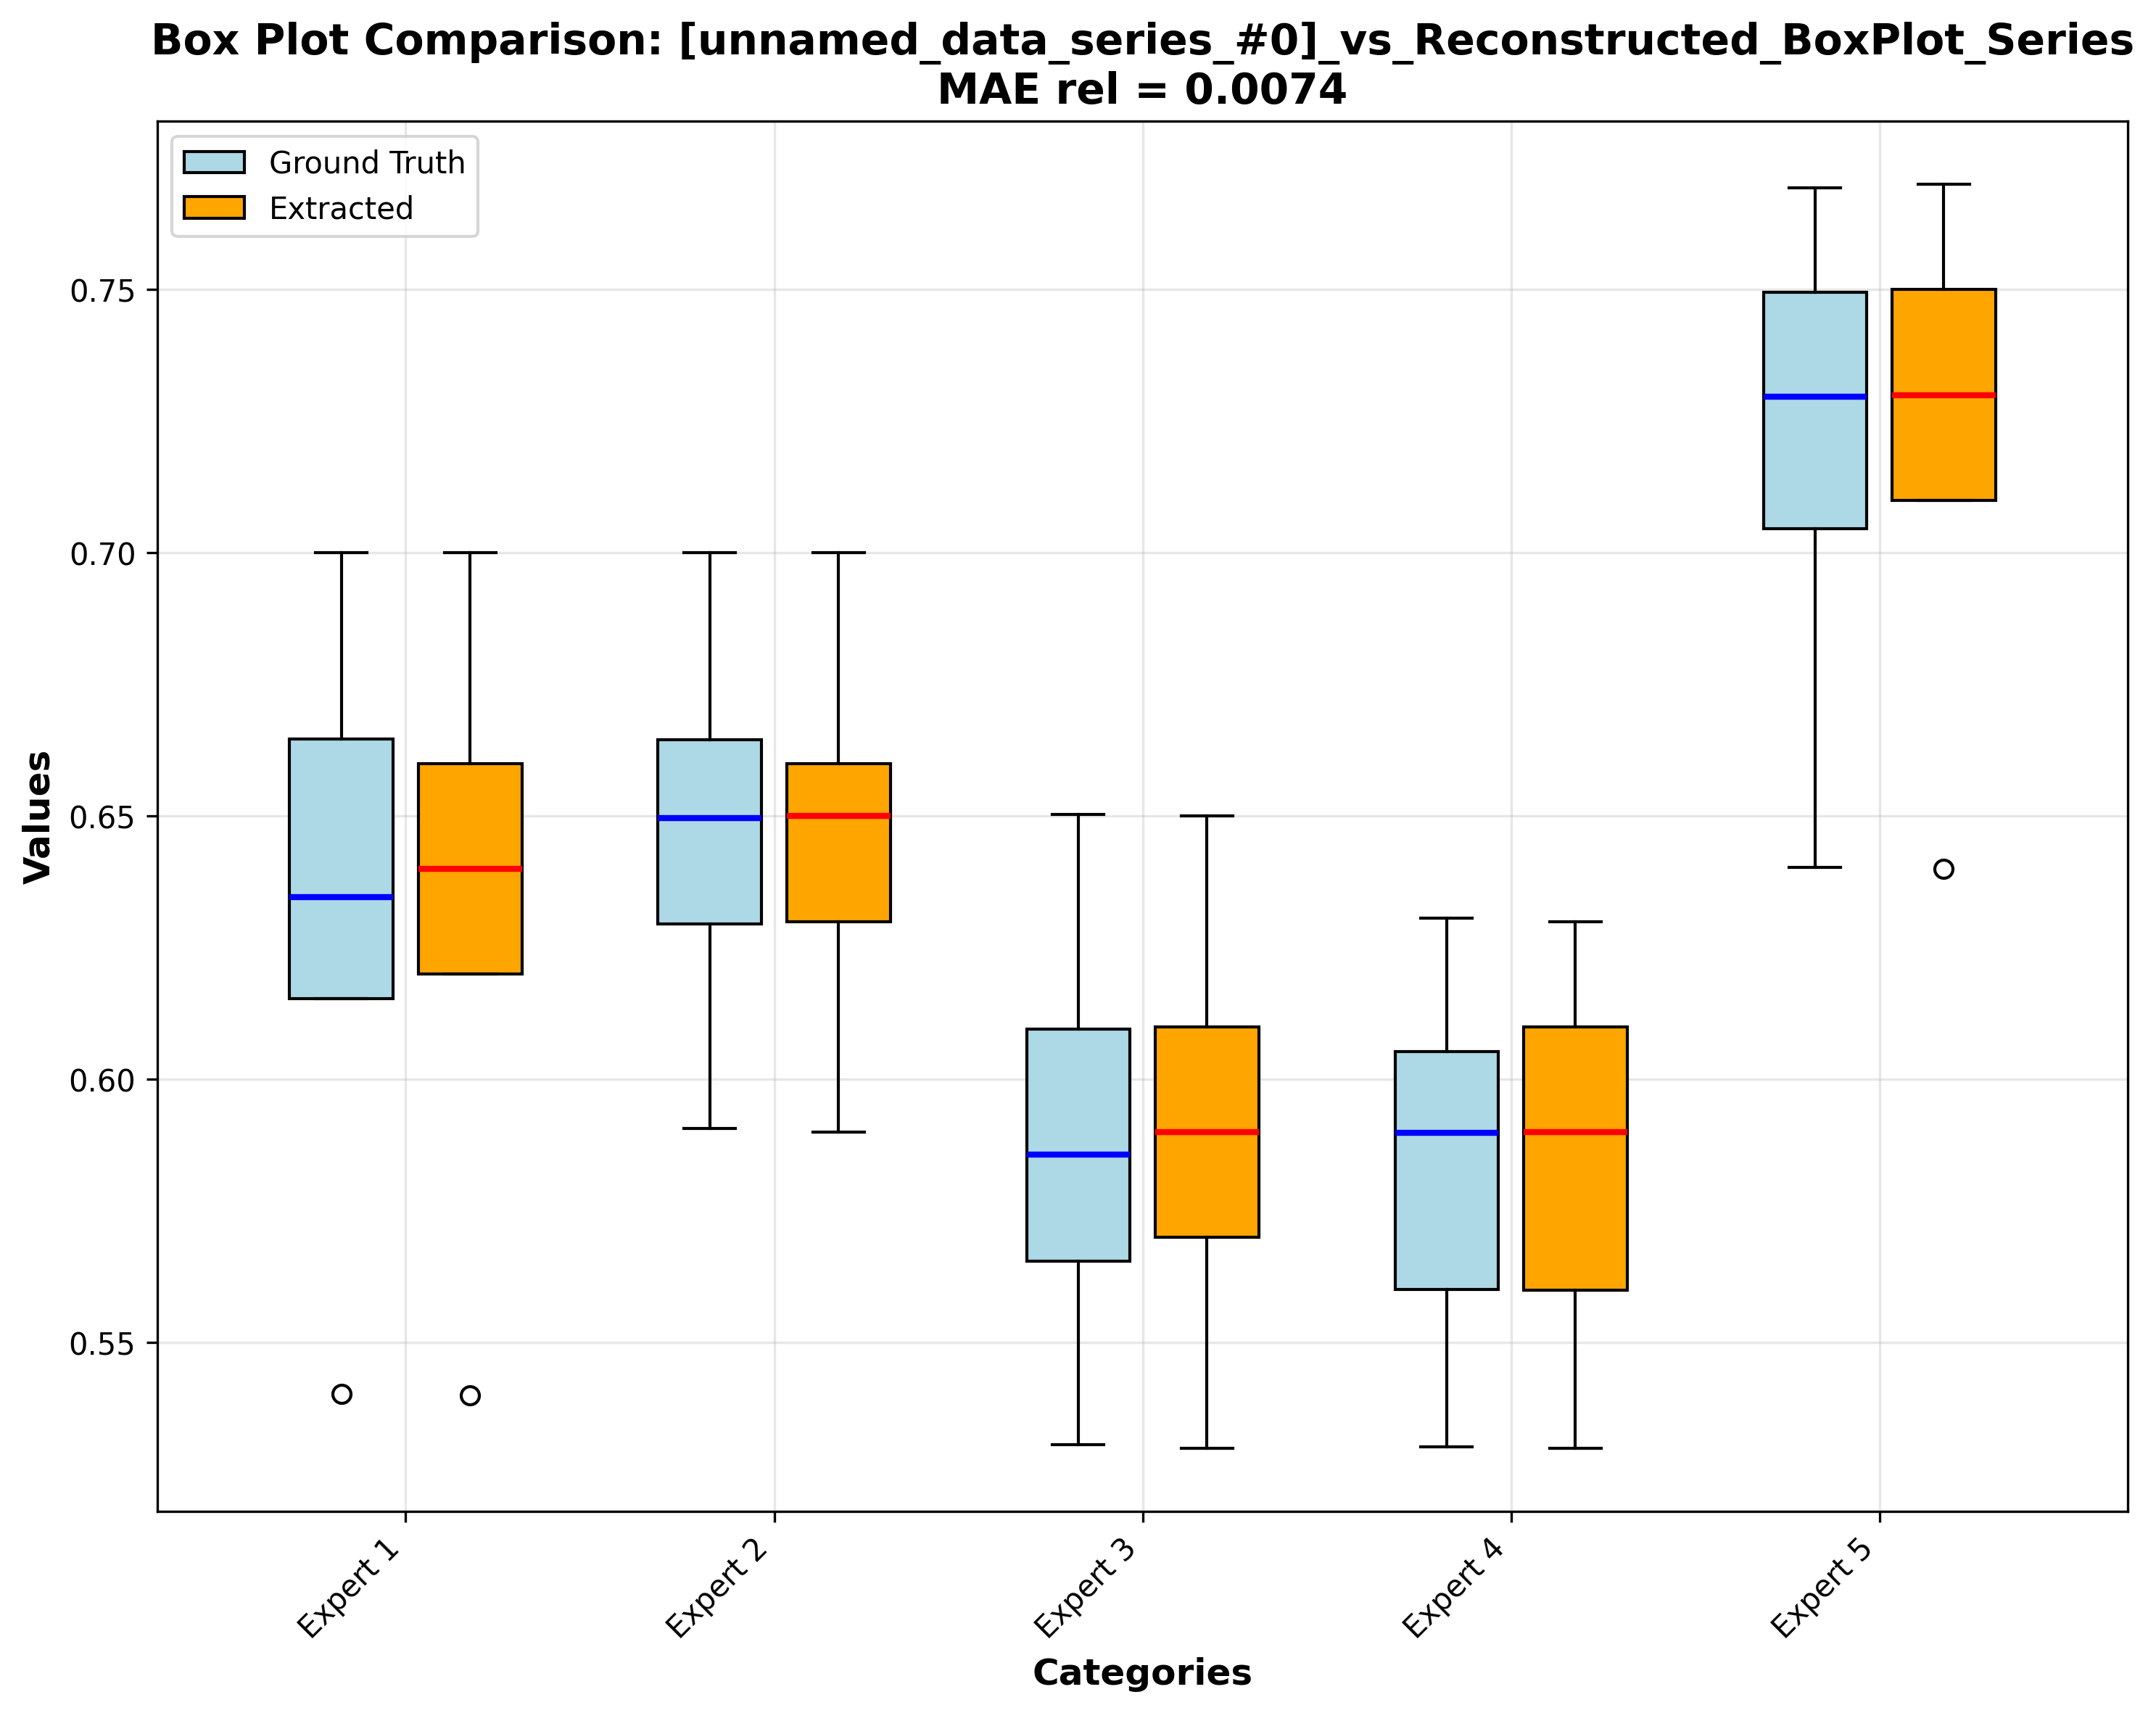 Box Plot Comparison: [unnamed_data_series_#0]_vs_Reconstructed_BoxPlot_Series
MAE rel = 0.0074
Ground Truth
Extracted
0.75
0.70
0.65
0.60
0.55
Values
Expert 1
Expert 2
Expert 3
Expert 4
Expert 5
Categories